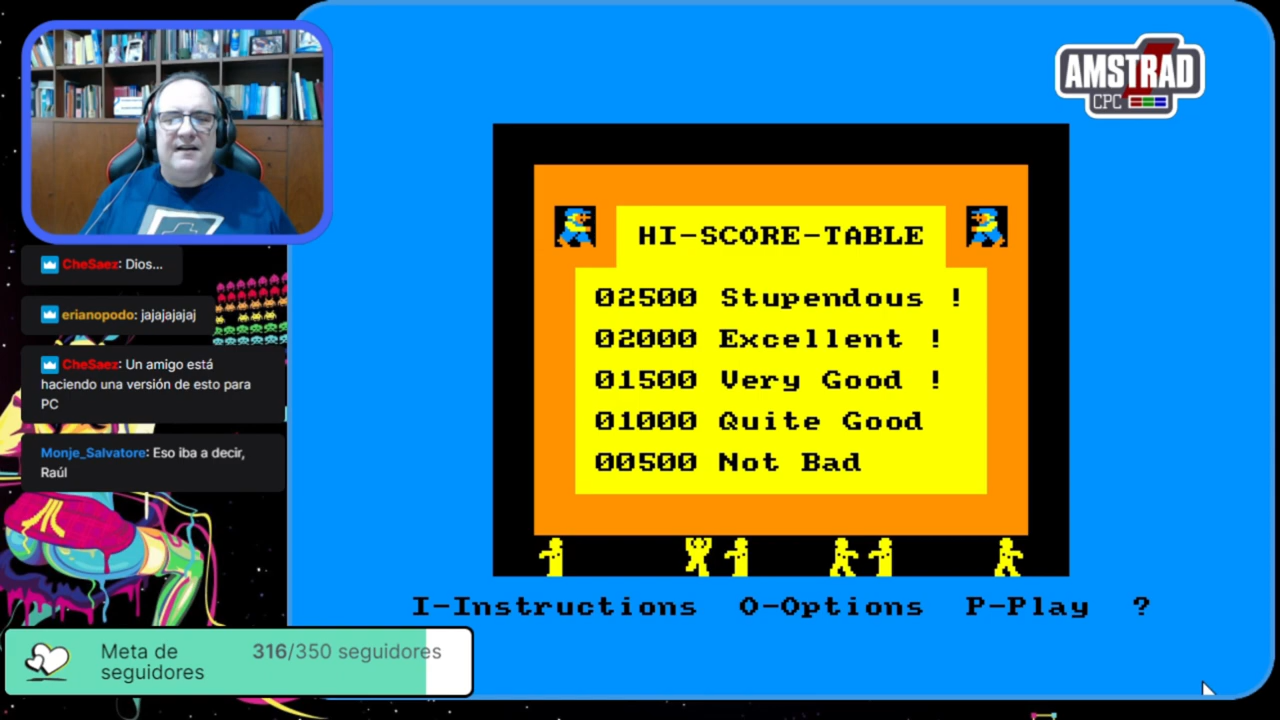 AMSTRAD
CPC
HI-SCORE-TABLE
02500 Stupendous !
02000 Excellent !
01500 Very Good !
01000 Quite Good
00500 Not Bad
I-Instructions O-Options P-Play ?
CheSaez: Dios...
erianopodo: jajajajajaj
CheSaez: Un amigo está
haciendo una versión de esto para
PC
Monje_Salvatore: Eso iba a decir,
Raúl
Meta de
seguidores
316/350 seguidores